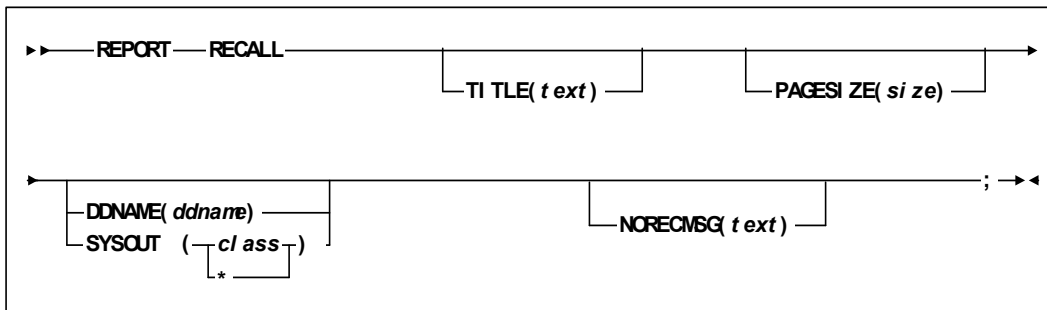 REPORT RECALL
TITLE(text) PAGESIZE(size)
;
DDNAME(ddname) NORECMSG(text)
SYSOUT (class)
*